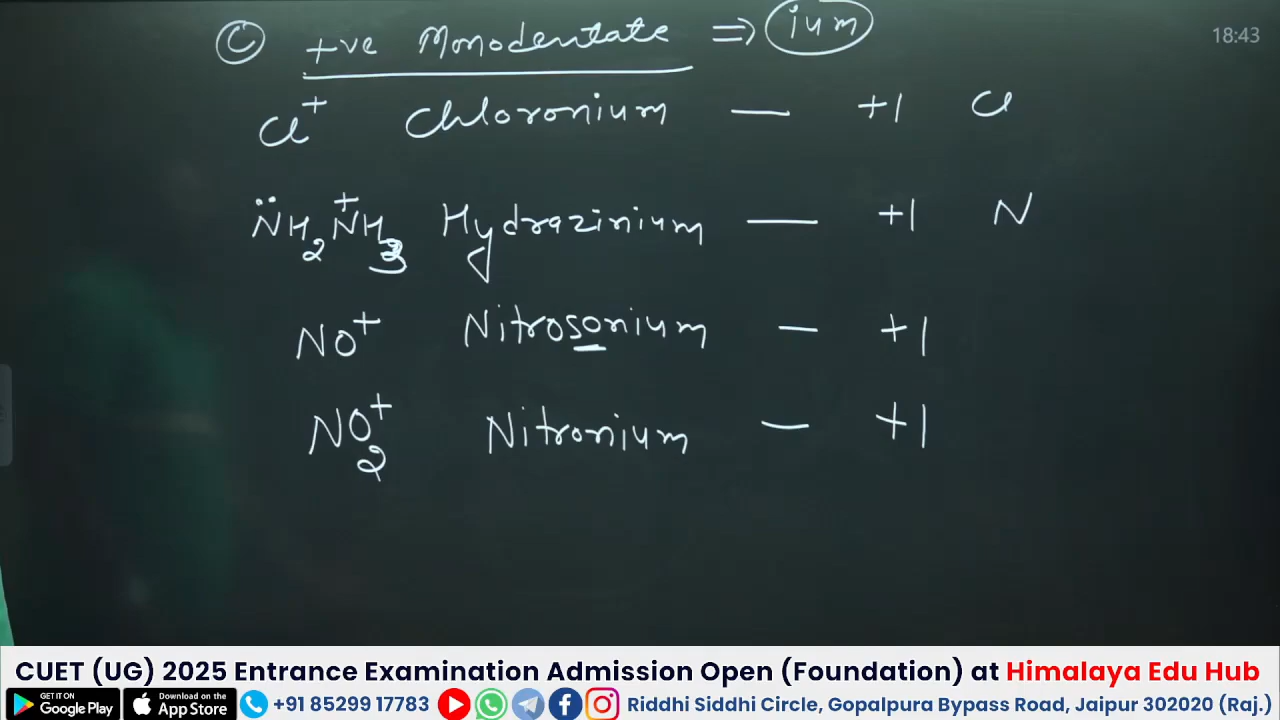 18:43
Ⓒ +ve Monodentate ⇒ ium
Cl⁺ Chloronium — +1 Cl
N̈H₂N⁺H₃ Hydrazinium — +1 N
NO⁺ Nitrosonium — +1
NO₂⁺ Nitronium — +1
CUET (UG) 2025 Entrance Examination Admission Open (Foundation) at Himalaya Edu Hub
GET IT ON Google Play Download on the App Store +91 85299 17783 Riddhi Siddhi Circle, Gopalpura Bypass Road, Jaipur 302020 (Raj.)